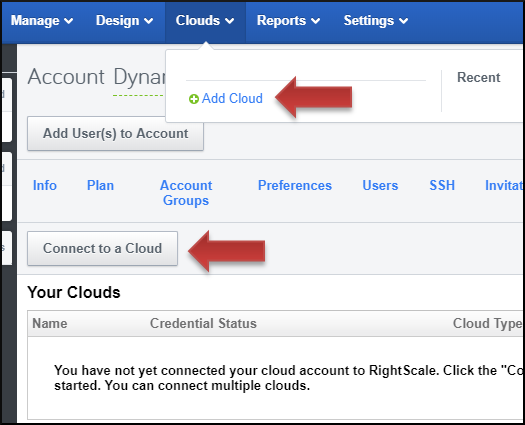 Manage Design Clouds Reports Settings
Account Dynam
Add Cloud
Recent
Add User(s) to Account
Info Plan Account Groups Preferences Users SSH Invitat
Connect to a Cloud
Your Clouds
Name Credential Status Cloud Type
You have not yet connected your cloud account to RightScale. Click the "Co
started. You can connect multiple clouds.